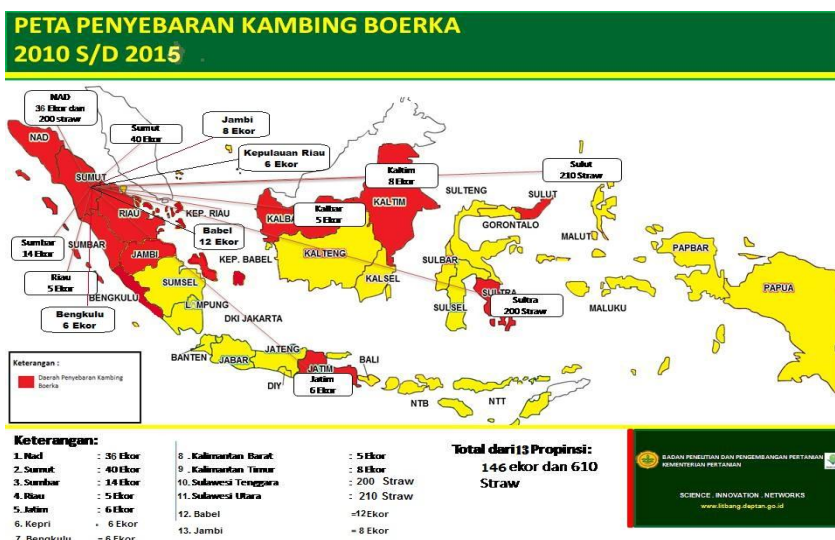 PETA PENYEBARAN KAMBING BOERKA
2010 S/D 2015
NAD
36 Ekor dan
200 straw
Sumut
40 Ekor
Jambi
8 Ekor
Kepulauan Riau
6 Ekor
Kaltim
8 Ekor
Sulut
210 Straw
Kalbar
5 Ekor
Babel
12 Ekor
Sumbar
14 Ekor
Riau
5 Ekor
Bengkulu
6 Ekor
Sultra
200 Straw
Jatim
6 Ekor
NAD
SUMUT
RIAU
KEP. RIAU
SUMBAR
JAMBI
KEP. BABEL
SUMSEL
BENGKULU
LAMPUNG
DKI JAKARTA
BANTEN
JABAR
JATENG
DIY
JATIM
BALI
NTB
NTT
KALBA
KALTENG
KALTIM
KALSEL
SULTENG
SULUT
GORONTALO
SULBAR
SULSEL
SULTRA
MALUT
MALUKU
PAPBAR
PAPUA
Keterangan :
Daerah Penyebaran Kambing
Boerka
Keterangan:
1. Nad : 36 Ekor
2. Sumut : 40 Ekor
3. Sumbar : 14 Ekor
4. Riau : 5 Ekor
5. Jatim : 6 Ekor
6. Kepri . 6 Ekor
7. Bengkulu = 6 Ekor
8 . Kalimantan Barat : 5 Ekor
9 . Kalimantan Timur : 8 Ekor
10. Sulawesi Tenggara : 200 Straw
11. Sulawesi Utara : 210 Straw
12. Babel =12Ekor
13. Jambi = 8 Ekor
Total dari 13 Propinsi:
146 ekor dan 610
Straw
BADAN PENELITIAN DAN PENGEMBANGAN PERTANIAN
KEMENTERIAN PERTANIAN
SCIENCE . INNOVATION . NETWORKS
www.litbang.deptan.go.id